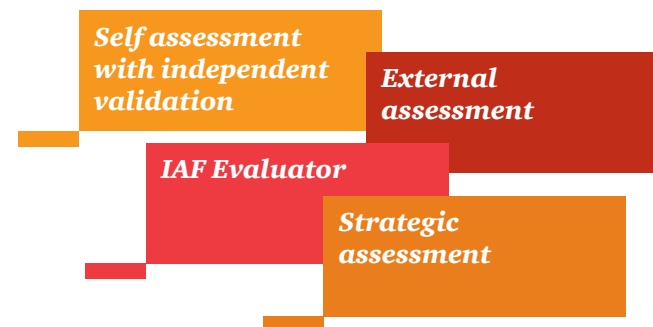 Self assessment
with independent
validation
External
assessment
IAF Evaluator
Strategic
assessment